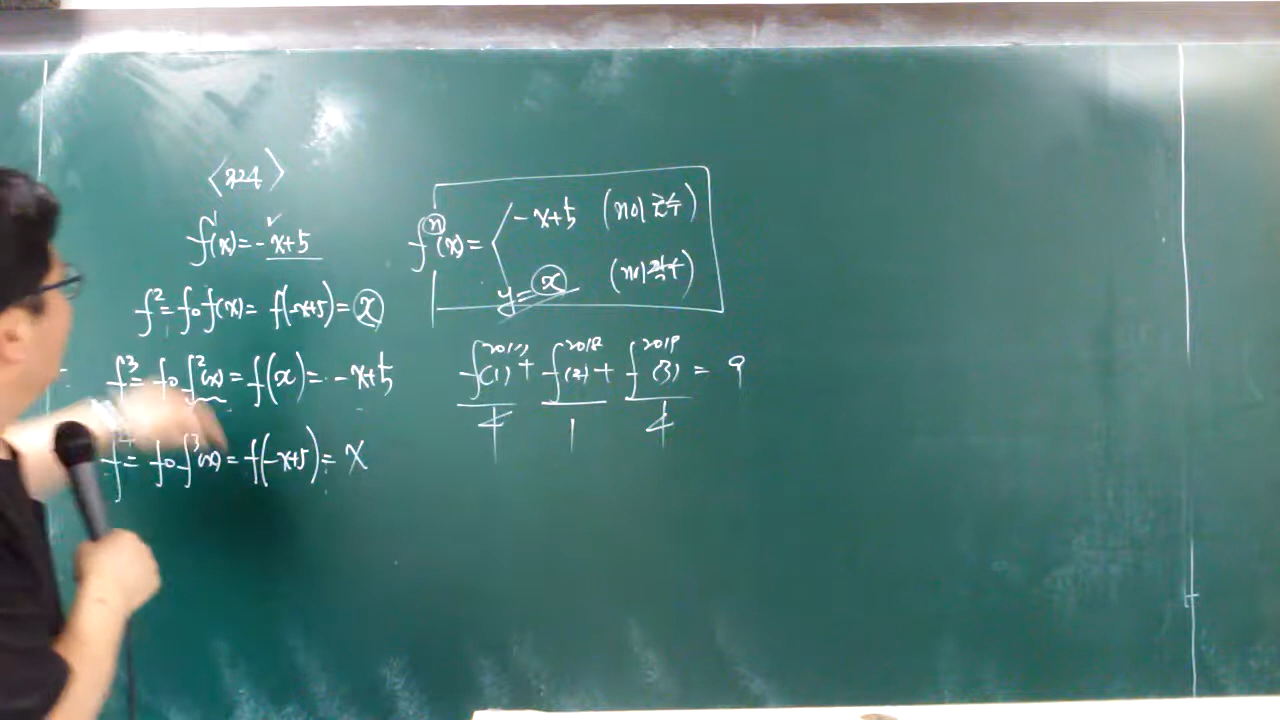 <224>
f¹(x)=-x+5
f²=f∘f(x)=f(-x+5)=x
f³=f∘f²(x)=f(x)=-x+5
f⁴=f∘f³(x)=f(-x+5)=x
fⁿ(x)=
-x+5 (n이 홀수)
y=x (n이 짝수)
f²⁰¹⁷(1)+f²⁰¹⁸(2)+f²⁰¹⁹(3)=9
4 1 4